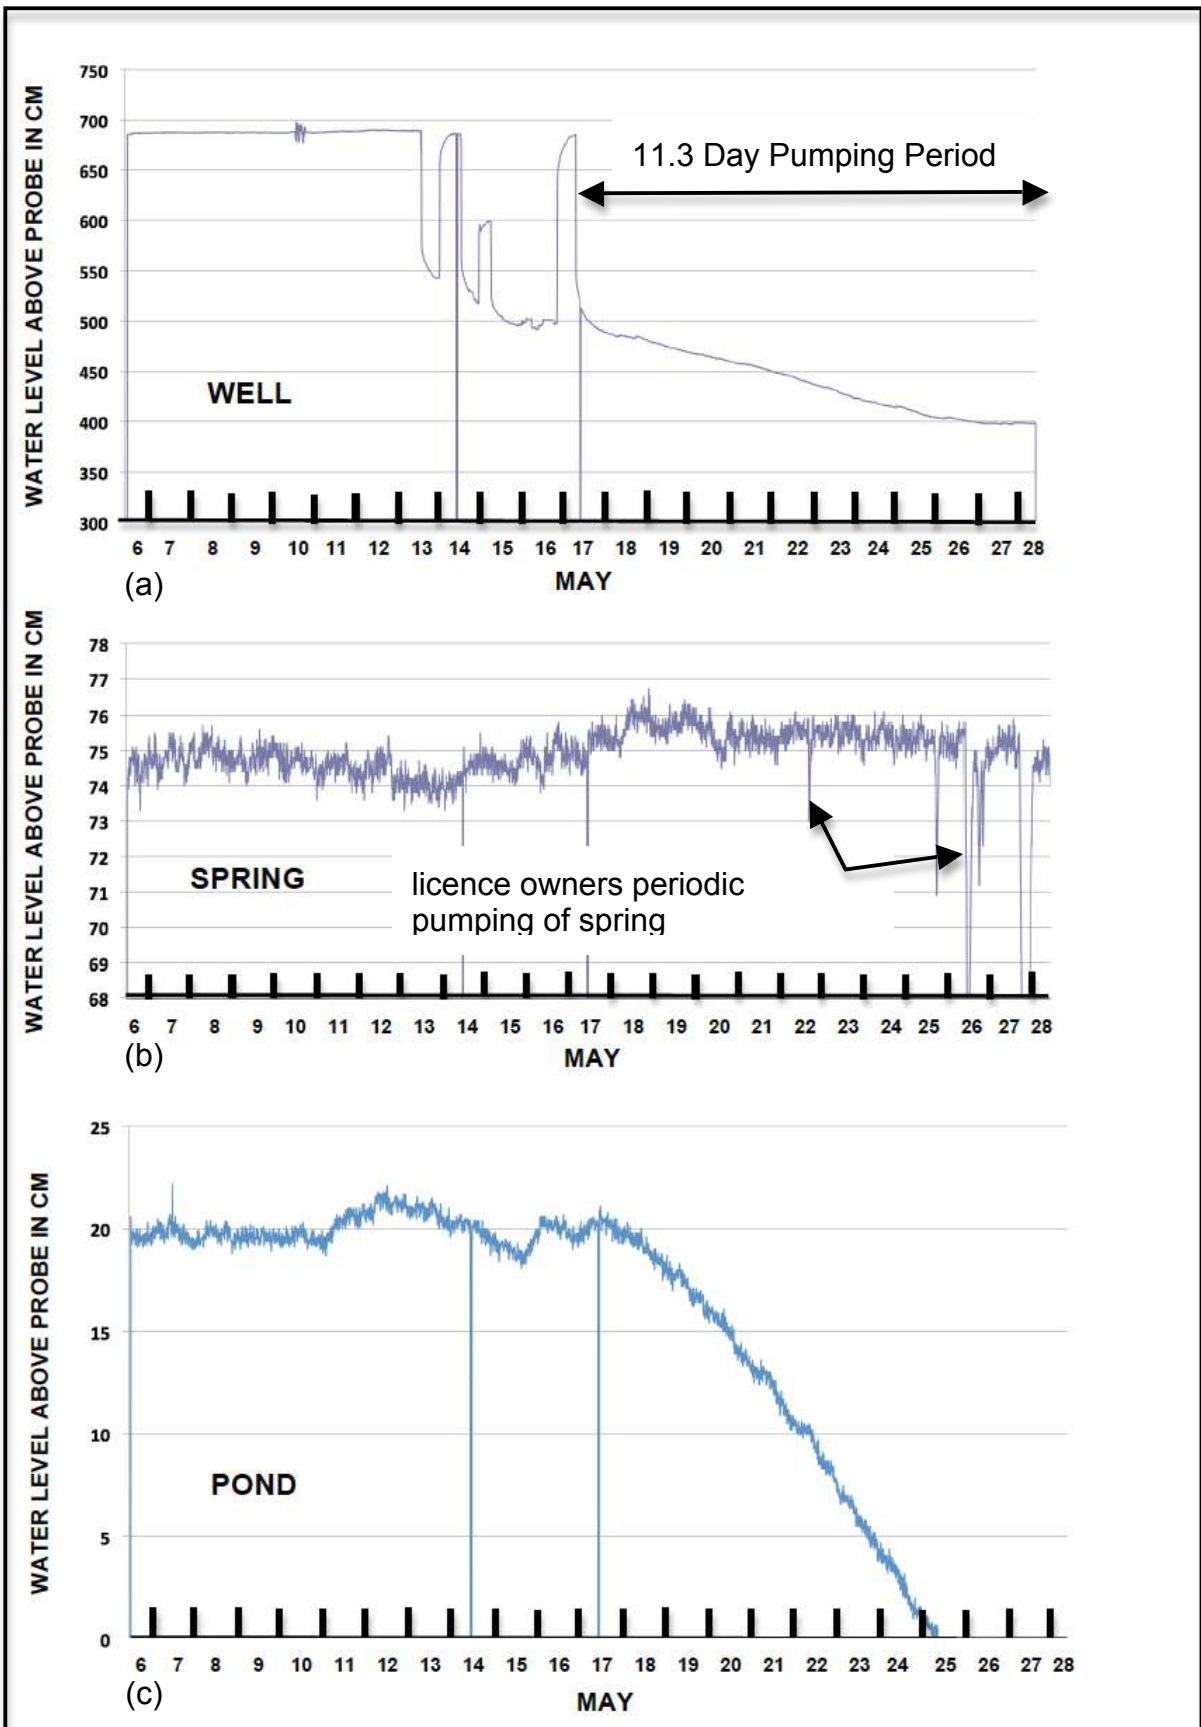 WATER LEVEL ABOVE PROBE IN CM
750
700
650
600
550
500
450
400
350
300
11.3 Day Pumping Period
WELL
6 7 8 9 10 11 12 13 14 15 16 17 18 19 20 21 22 23 24 25 26 27 28
(a)
MAY
WATER LEVEL ABOVE PROBE IN CM
78
77
76
75
74
73
72
71
70
69
68
SPRING
licence owners periodic
pumping of spring
6 7 8 9 10 11 12 13 14 15 16 17 18 19 20 21 22 23 24 25 26 27 28
(b)
MAY
WATER LEVEL ABOVE PROBE IN CM
25
20
15
10
5
0
POND
6 7 8 9 10 11 12 13 14 15 16 17 18 19 20 21 22 23 24 25 26 27 28
(c)
MAY